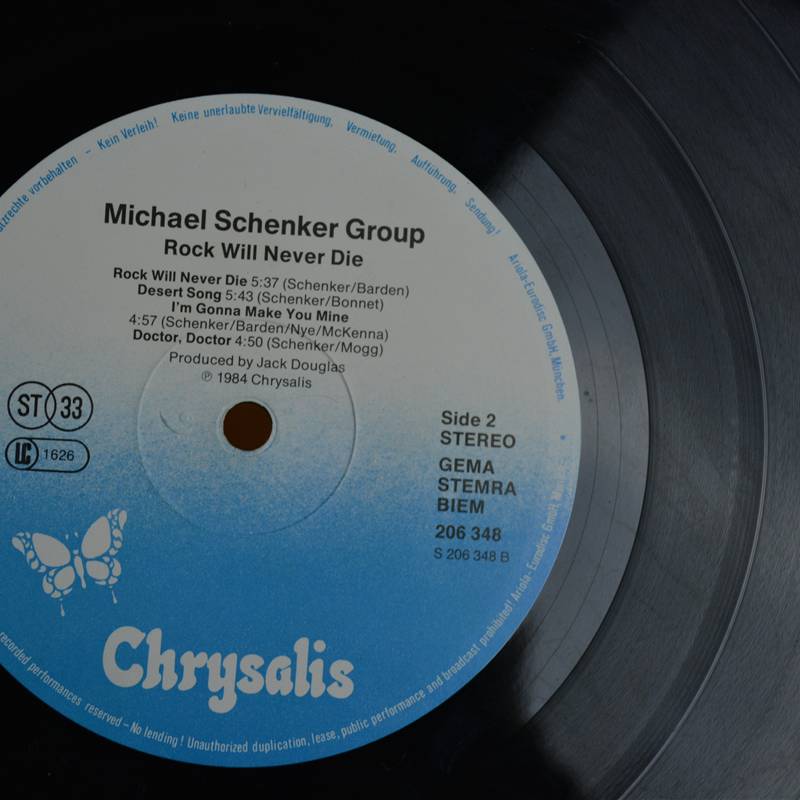 Michael Schenker Group
Rock Will Never Die
Rock Will Never Die 5:37 (Schenker/Barden)
Desert Song 5:43 (Schenker/Bonnet)
I'm Gonna Make You Mine
4:57 (Schenker/Barden/Nye/McKenna)
Doctor, Doctor 4:50 (Schenker/Mogg)
Produced by Jack Douglas
℗ 1984 Chrysalis
ST 33
LC 1626
Side 2
STEREO
GEMA
STEMRA
BIEM
206 348
S 206 348 B
Chrysalis
vorbehalten – Kein Verleih! Keine unerlaubte Vervielfältigung, Vermietung, Aufführung, Sendung!
Ariola-Eurodisc GmbH, München.
recorded performances reserved – No lending! Unauthorized duplication, lease, public performance and broadcast prohibited! Ariola-Eurodisc GmbH,